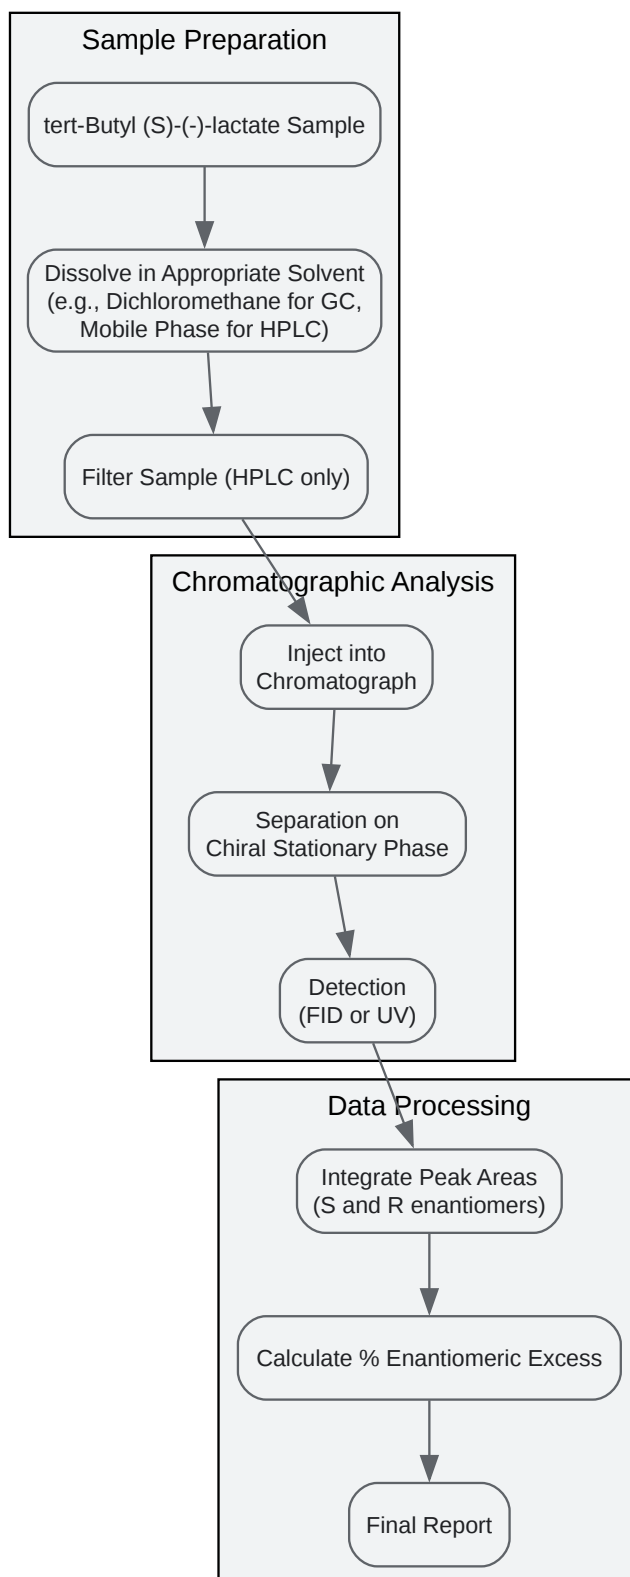 Sample Preparation
tert-Butyl (S)-(-)-lactate Sample
Dissolve in Appropriate Solvent
(e.g., Dichloromethane for GC,
Mobile Phase for HPLC)
Filter Sample (HPLC only)
Chromatographic Analysis
Inject into
Chromatograph
Separation on
Chiral Stationary Phase
Detection
(FID or UV)
Data Processing
Integrate Peak Areas
(S and R enantiomers)
Calculate % Enantiomeric Excess
Final Report